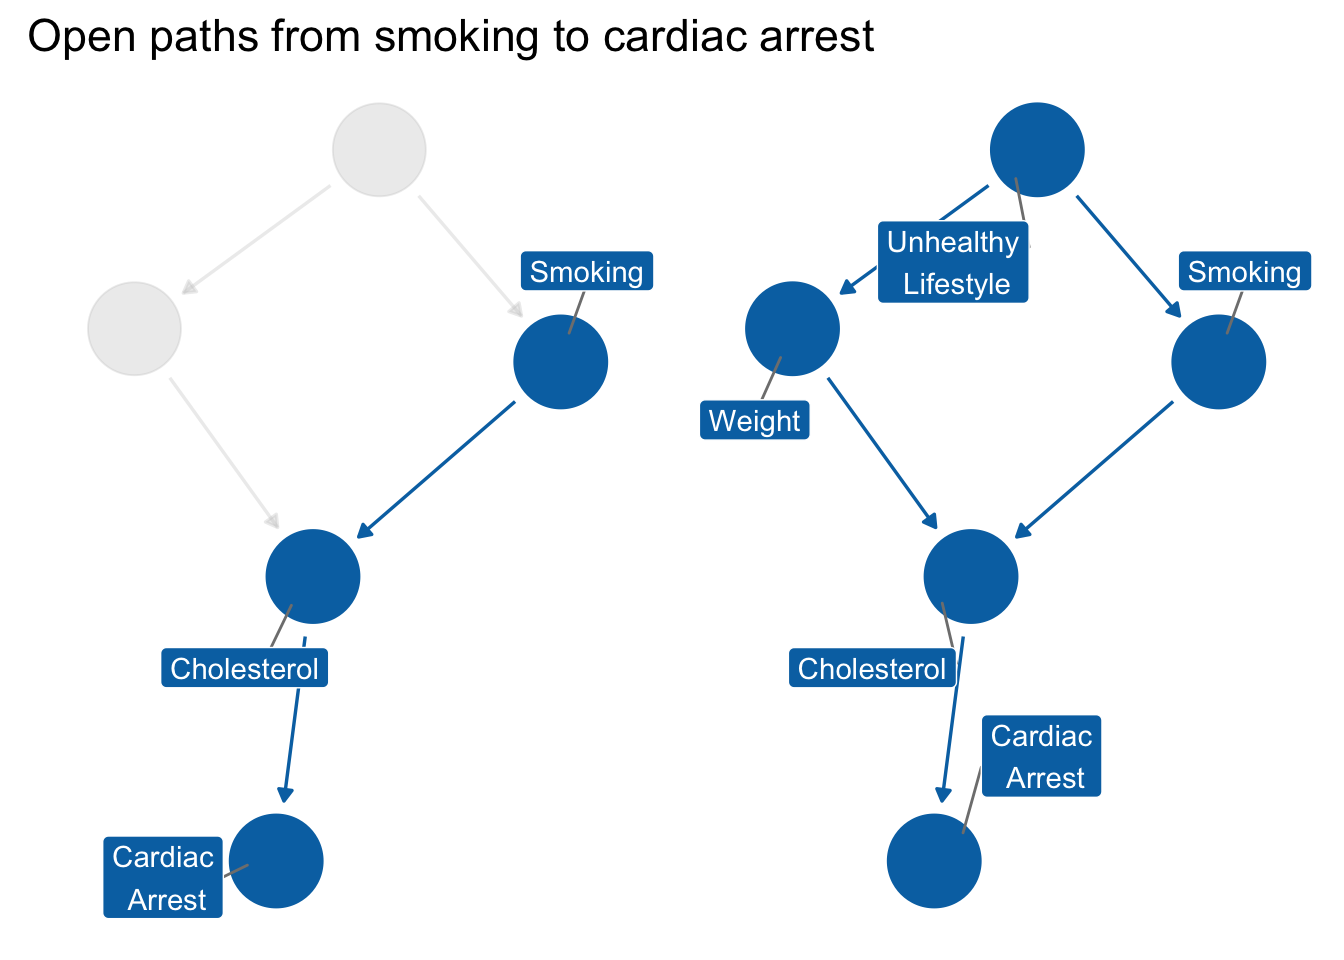 Open paths from smoking to cardiac arrest
Smoking
Cholesterol
Cardiac
Arrest
Unhealthy
Lifestyle
Smoking
Weight
Cholesterol
Cardiac
Arrest